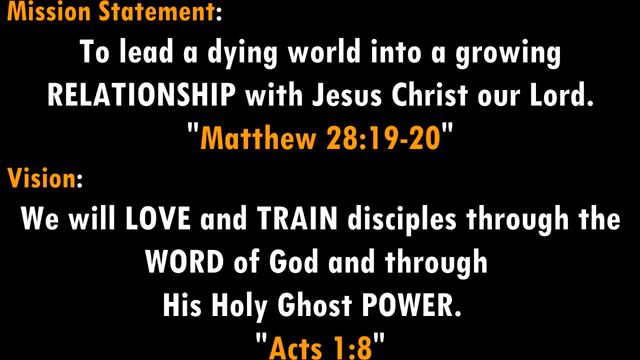 Mission Statement:
To lead a dying world into a growing
RELATIONSHIP with Jesus Christ our Lord.
"Matthew 28:19-20"
Vision:
We will LOVE and TRAIN disciples through the
WORD of God and through
His Holy Ghost POWER.
"Acts 1:8"